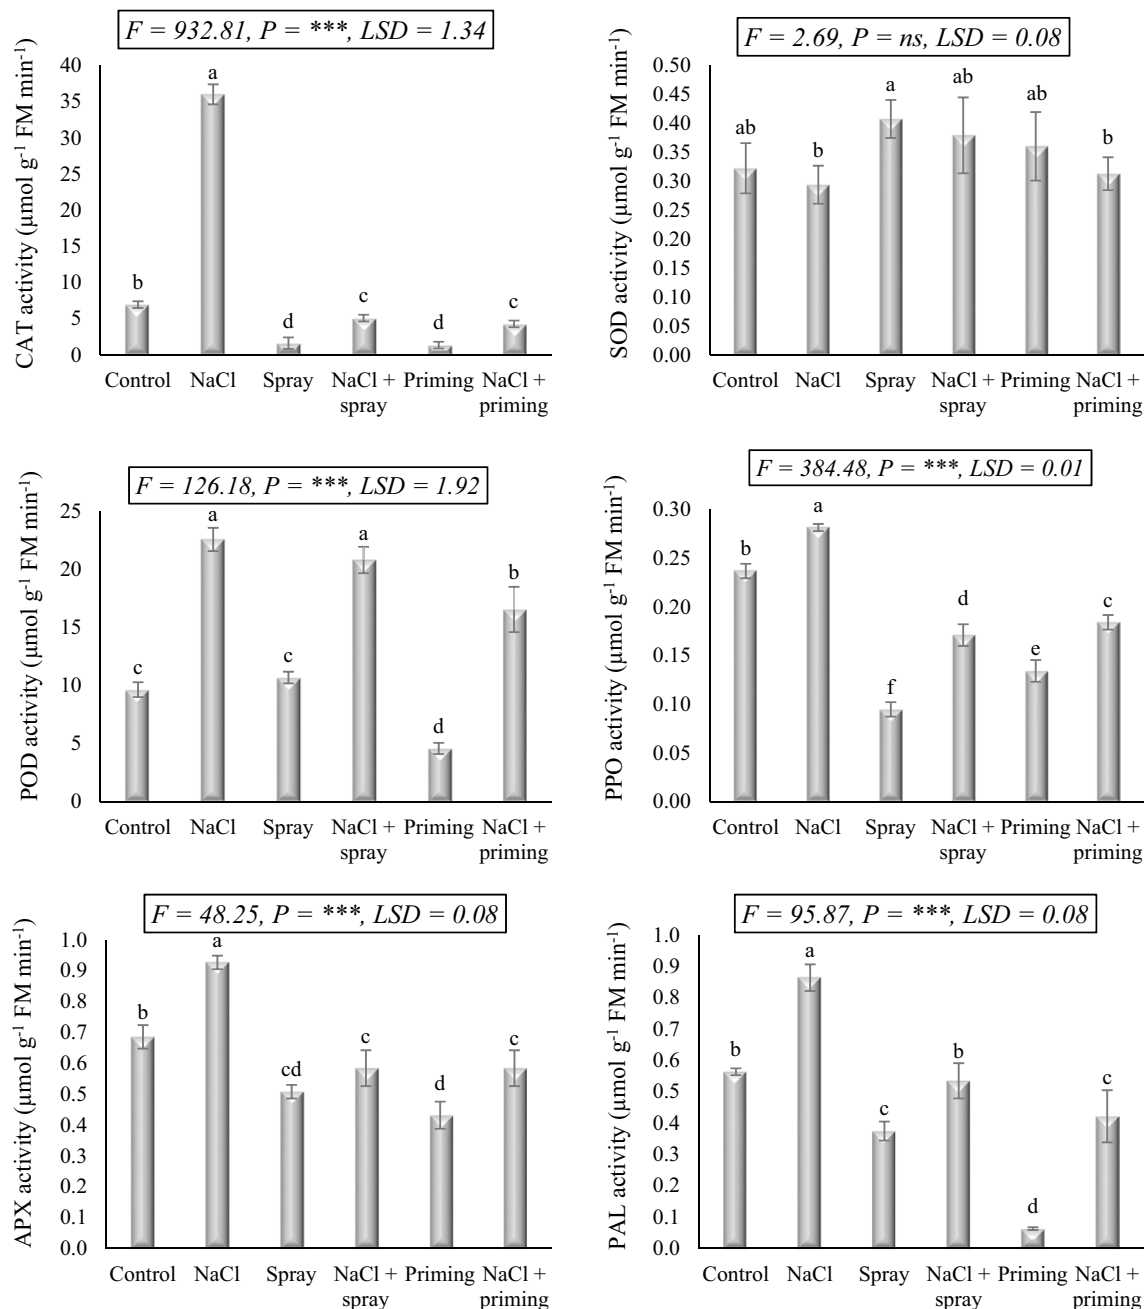 F = 932.81, P = ***, LSD = 1.34
CAT activity (µmol g⁻¹ FM min⁻¹)
40
35
30
25
20
15
10
5
0
b
a
d
c
d
c
Control NaCl Spray NaCl + Priming NaCl +
spray priming
F = 2.69, P = ns, LSD = 0.08
SOD activity (µmol g⁻¹ FM min⁻¹)
0.50
0.45
0.40
0.35
0.30
0.25
0.20
0.15
0.10
0.05
0.00
ab
b
a
ab
ab
b
Control NaCl Spray NaCl + Priming NaCl +
spray priming
F = 126.18, P = ***, LSD = 1.92
POD activity (µmol g⁻¹ FM min⁻¹)
25
20
15
10
5
0
c
a
c
a
d
b
Control NaCl Spray NaCl + Priming NaCl +
spray priming
F = 384.48, P = ***, LSD = 0.01
PPO activity (µmol g⁻¹ FM min⁻¹)
0.30
0.25
0.20
0.15
0.10
0.05
0.00
b
a
f
d
e
c
Control NaCl Spray NaCl + Priming NaCl +
spray priming
F = 48.25, P = ***, LSD = 0.08
APX activity (µmol g⁻¹ FM min⁻¹)
1.0
0.9
0.8
0.7
0.6
0.5
0.4
0.3
0.2
0.1
0.0
b
a
cd
c
d
c
Control NaCl Spray NaCl + Priming NaCl +
spray priming
F = 95.87, P = ***, LSD = 0.08
PAL activity (µmol g⁻¹ FM min⁻¹)
1.0
0.9
0.8
0.7
0.6
0.5
0.4
0.3
0.2
0.1
0.0
b
a
c
b
d
c
Control NaCl Spray NaCl + Priming NaCl +
spray priming